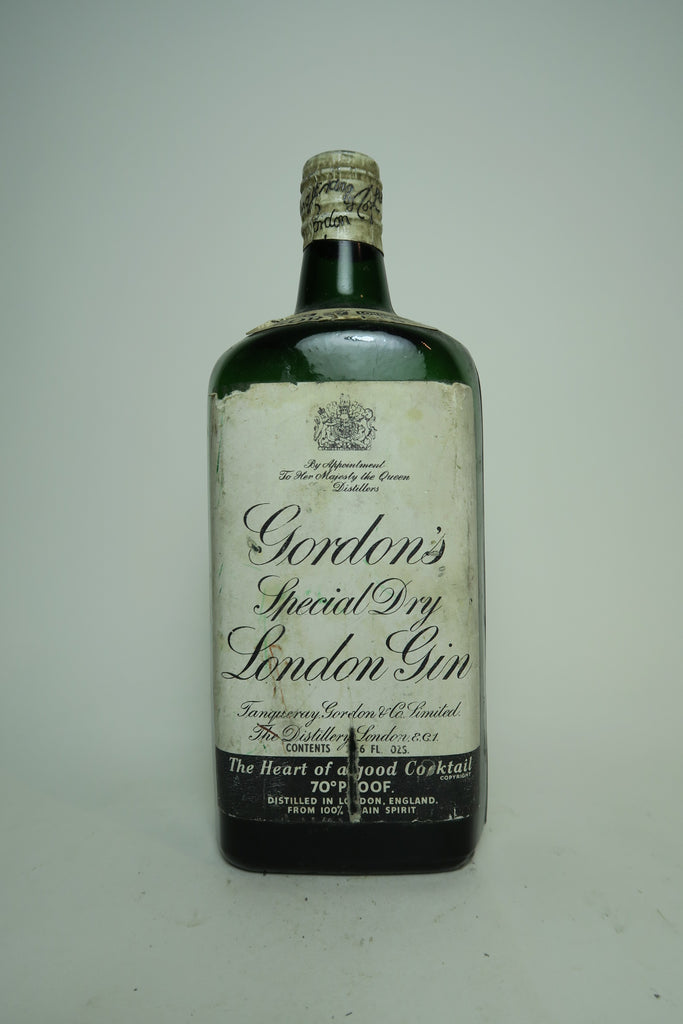 Gordon
By Appointment
To Her Majesty the Queen
Distillers
Gordon's
Special Dry
London Gin
Tanqueray Gordon & Co. Limited.
The Distillery London. E.C.1.
CONTENTS 6 FL. OZS.
The Heart of a good Cocktail
COPYRIGHT
70° PROOF.
DISTILLED IN LONDON, ENGLAND.
FROM 100% SPIRIT